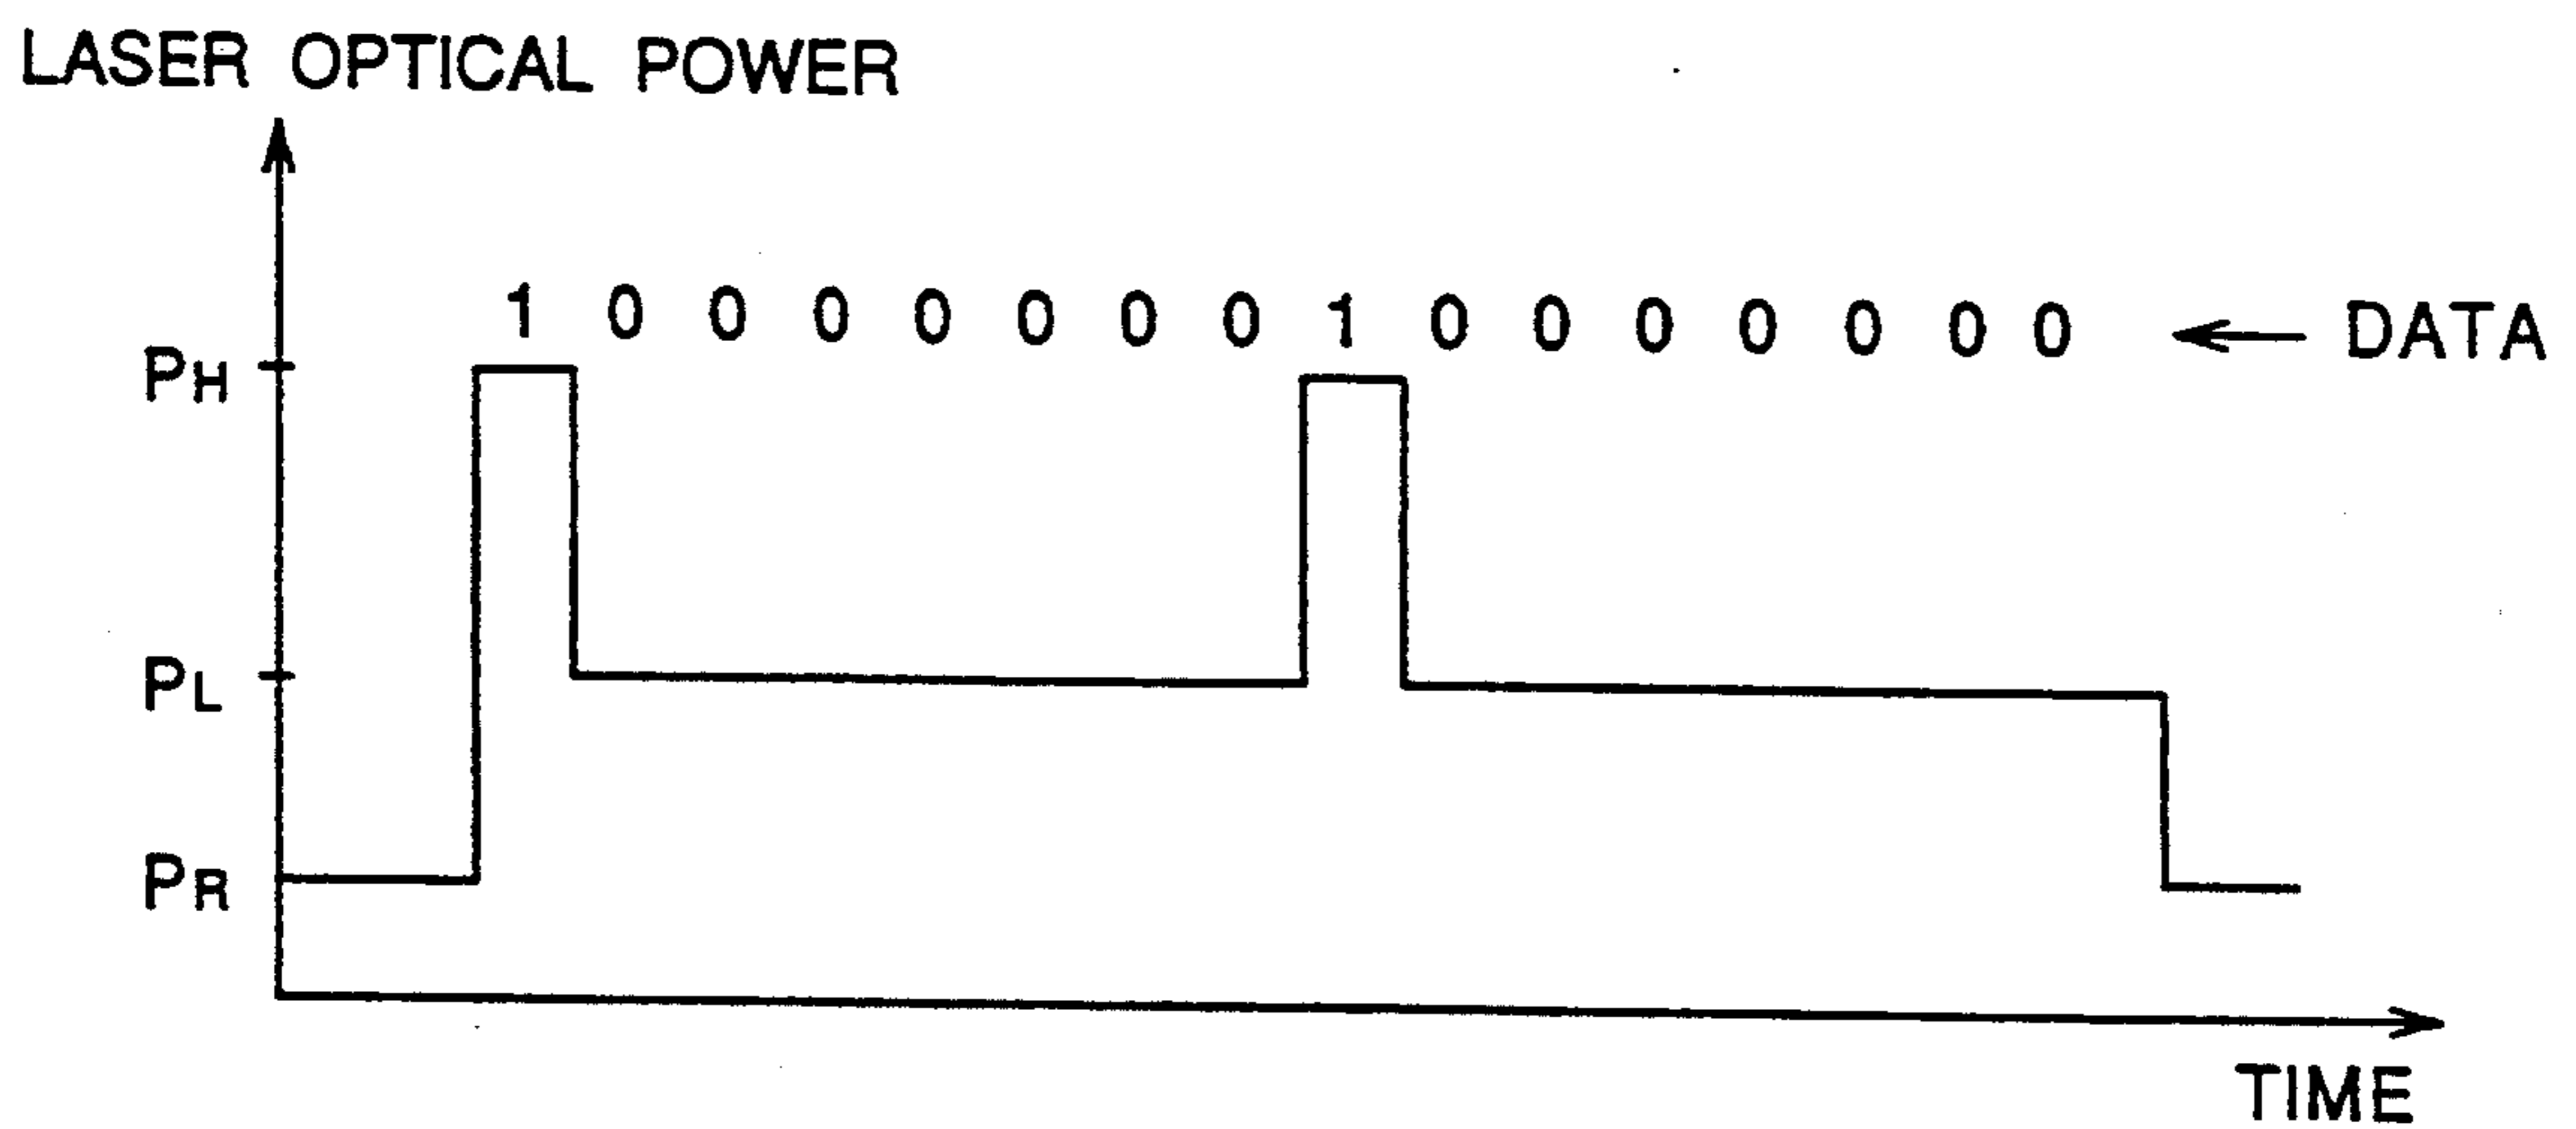 LASER OPTICAL POWER
1 0 0 0 0 0 0 0 1 0 0 0 0 0 0 0 ← DATA
PH
PL
PR
TIME